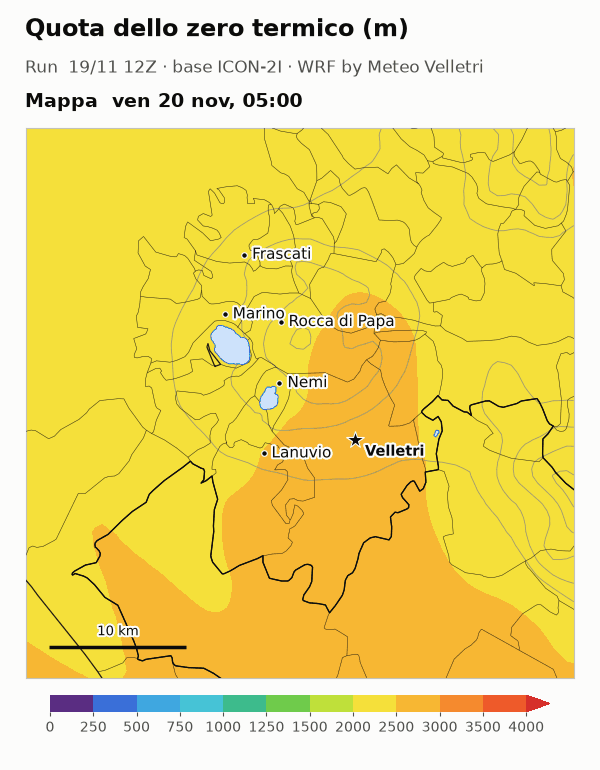 Quota dello zero termico (m)
Run  19/11 12Z · base ICON-2I · WRF by Meteo Velletri
Mappa  ven 20 nov, 05:00
Frascati
Marino
Rocca di Papa
Nemi
Velletri
Lanuvio
10 km
0 250 500 750 1000 1250 1500 2000 2500 3000 3500 4000